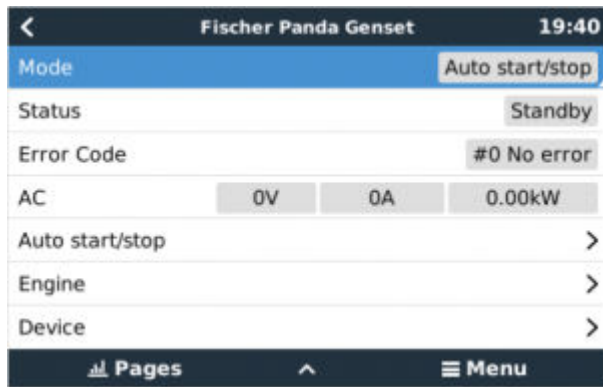 Fischer Panda Genset 19:40
Mode Auto start/stop
Status Standby
Error Code #0 No error
AC 0V 0A 0.00kW
Auto start/stop
Engine
Device
Pages Menu